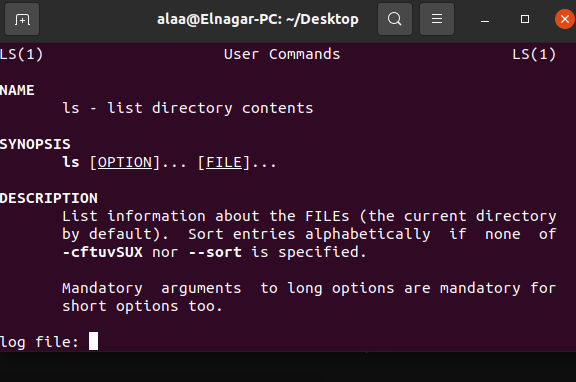 alaa@Elnagar-PC: ~/Desktop
LS(1) User Commands LS(1)
NAME
ls - list directory contents
SYNOPSIS
ls [OPTION]... [FILE]...
DESCRIPTION
List information about the FILEs (the current directory
by default). Sort entries alphabetically if none of
-cftuvSUX nor --sort is specified.
Mandatory arguments to long options are mandatory for
short options too.
log file: